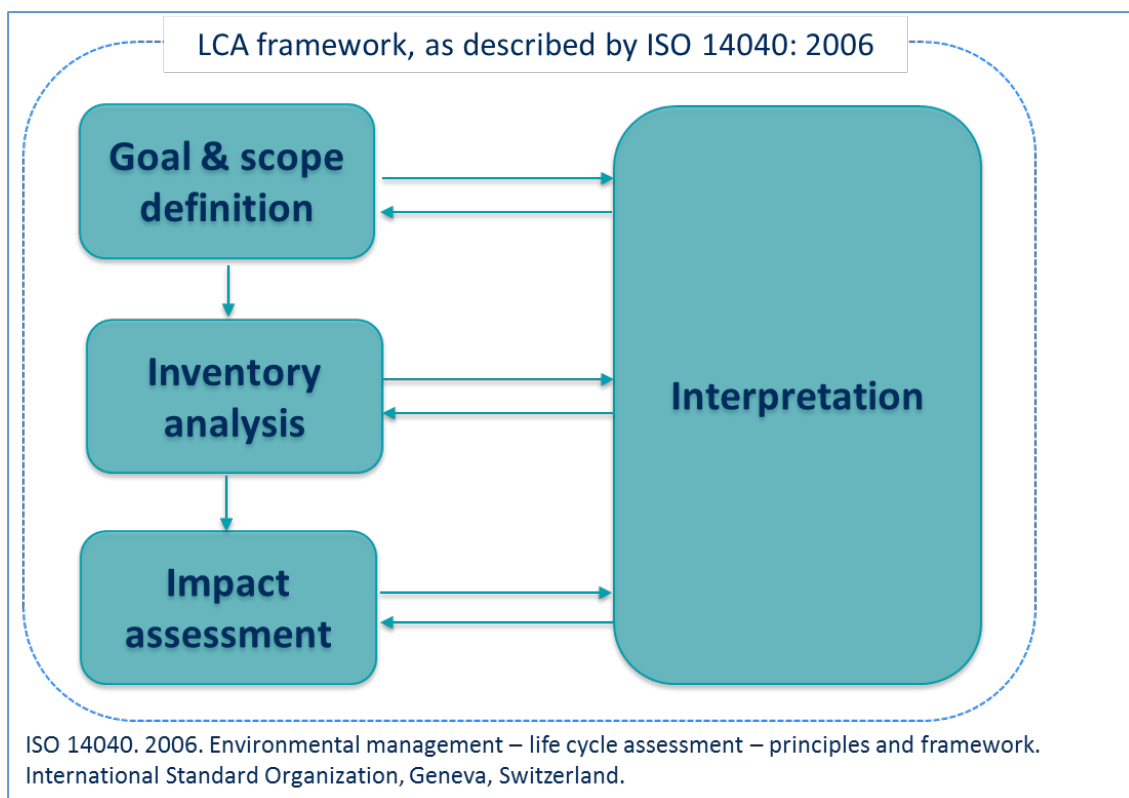 LCA framework, as described by ISO 14040: 2006
Goal & scope
definition
Inventory
analysis
Impact
assessment
Interpretation
ISO 14040. 2006. Environmental management – life cycle assessment – principles and framework.
International Standard Organization, Geneva, Switzerland.